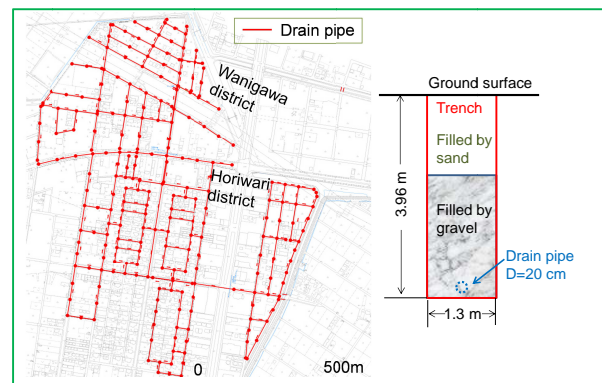 Drain pipe
Wanigawa
district
Horiwari
district
0
500m
Ground surface
Trench
Filled by
sand
3.96 m
Filled by
gravel
Drain pipe
D=20 cm
1.3 m